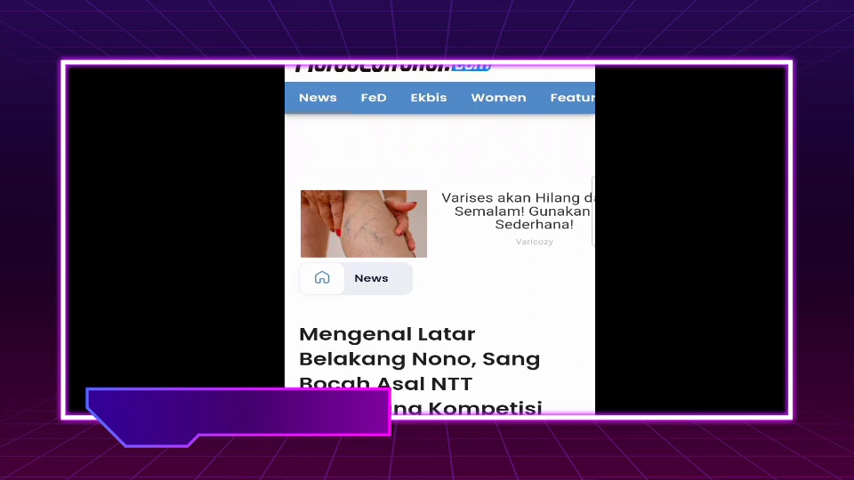 News FeD Ekbis Women
Varises akan Hilang
Semalam! Gunakan
Sederhana!
Varicozy
News
Mengenal Latar
Belakang Nono, Sang
Bocah Asal NTT
Kompetisi